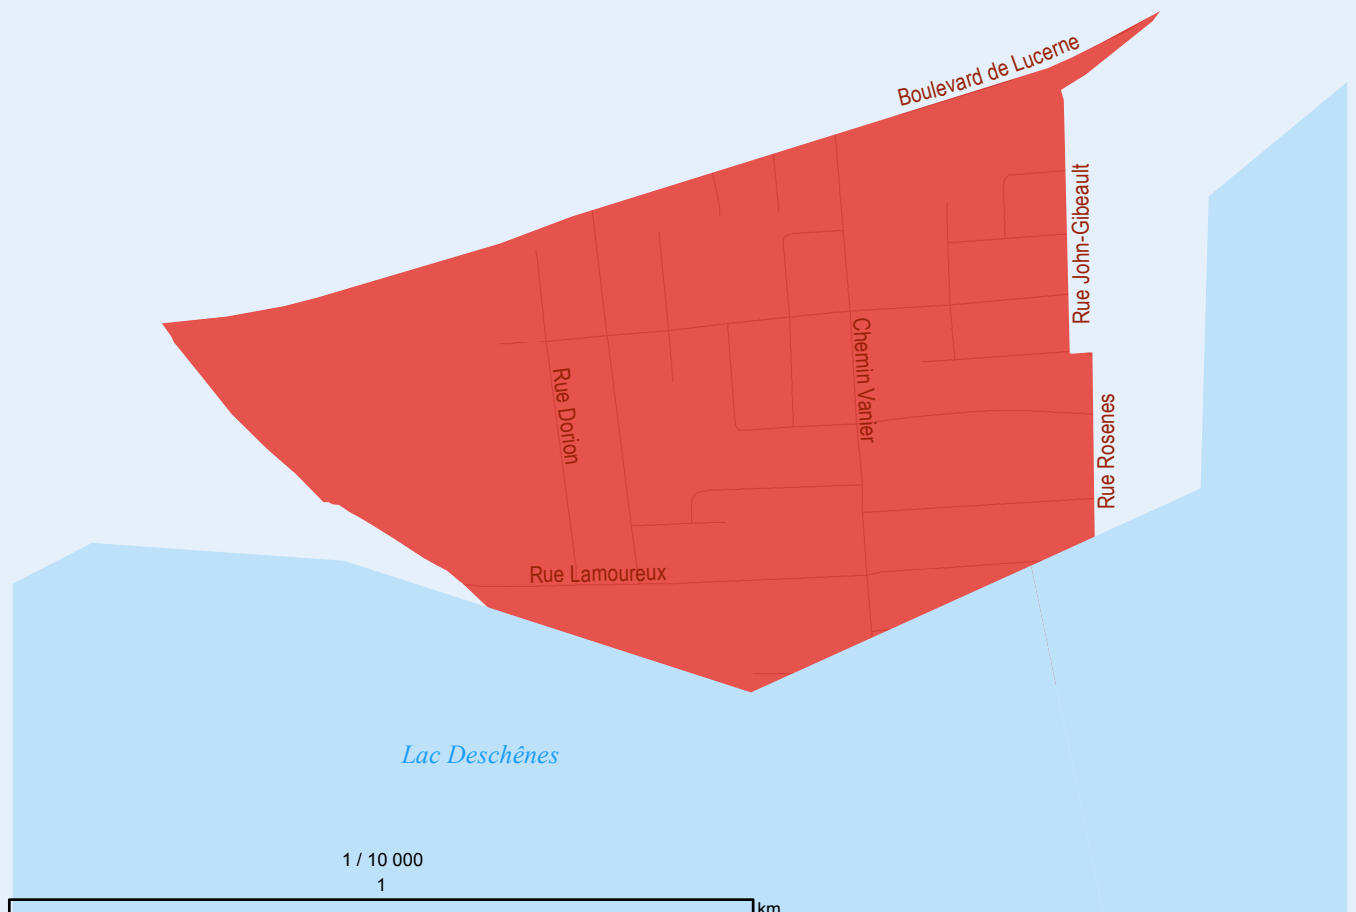 Boulevard de Lucerne
Rue John-Gibeault
Chemin Vanier
Rue Dorion
Rue Rosenes
Rue Lamoureux
Lac Deschênes
1 / 10 000
1
km